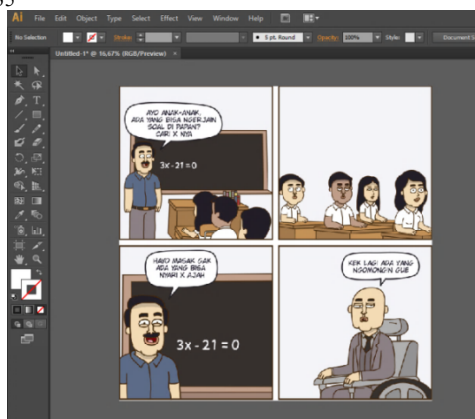 35
Ai File Edit Object Type Select Effect View Window Help
No Selection Stroke: 5 pt. Round Opacity: 100% Style: Document S
Untitled-1* @ 16,67% (RGB/Preview) ×
AYO ANAK-ANAK,
ADA YANG BISA NGERJAIN
SOAL DI PAPAN?
CARI X NYA
3x - 21 = 0
HAYO MASAK GAK
ADA YANG BISA
NYARI X AJAH
3x - 21 = 0
KEK LAGI ADA YANG
NGOMONGIN GUE